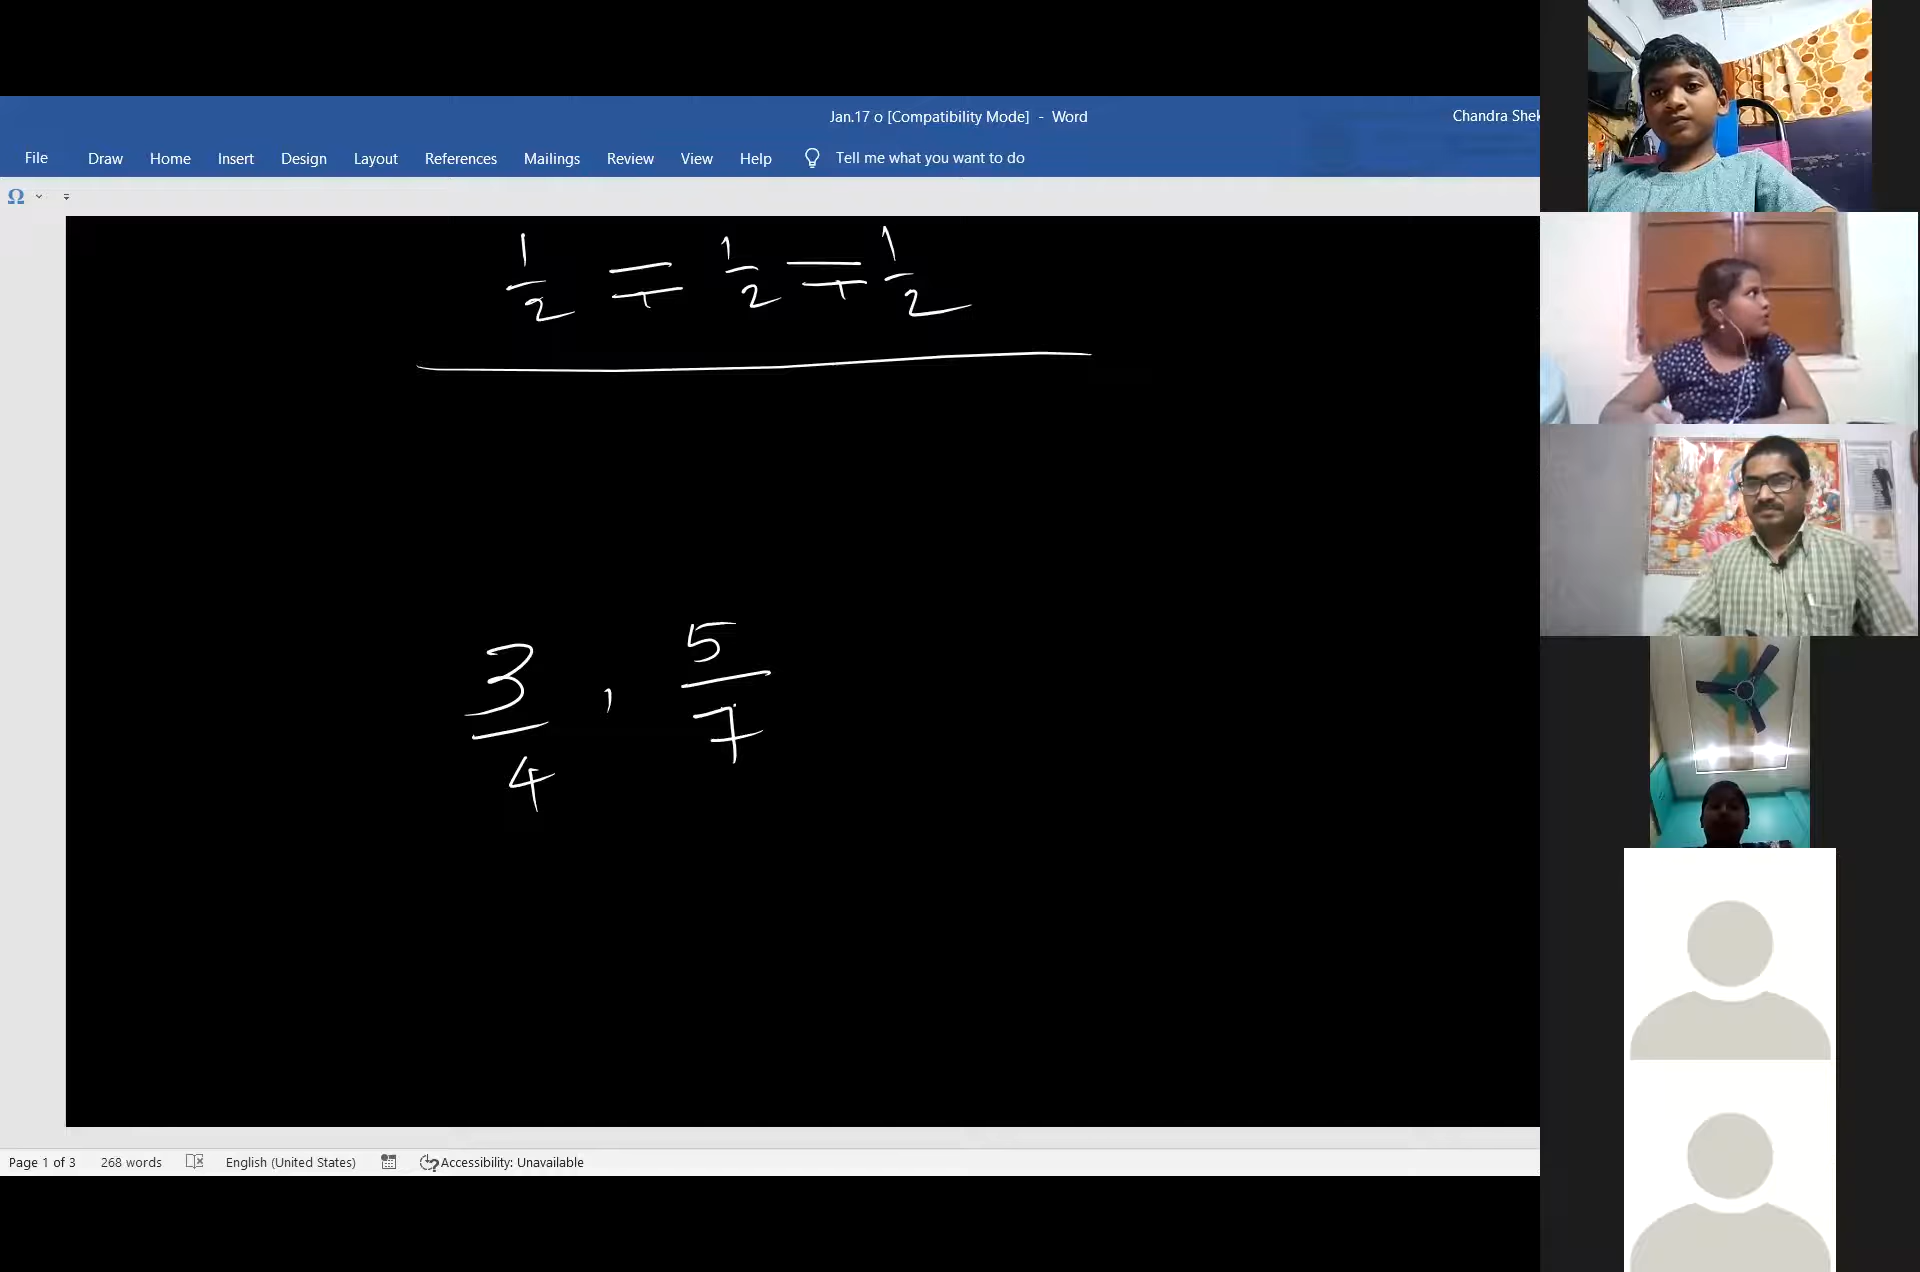 Jan.17 o [Compatibility Mode] - Word
Chandra Shek
File Draw Home Insert Design Layout References Mailings Review View Help Tell me what you want to do
1/2 = 1/2 = 1/2
3/4 , 5/7
Page 1 of 3 268 words English (United States) Accessibility: Unavailable